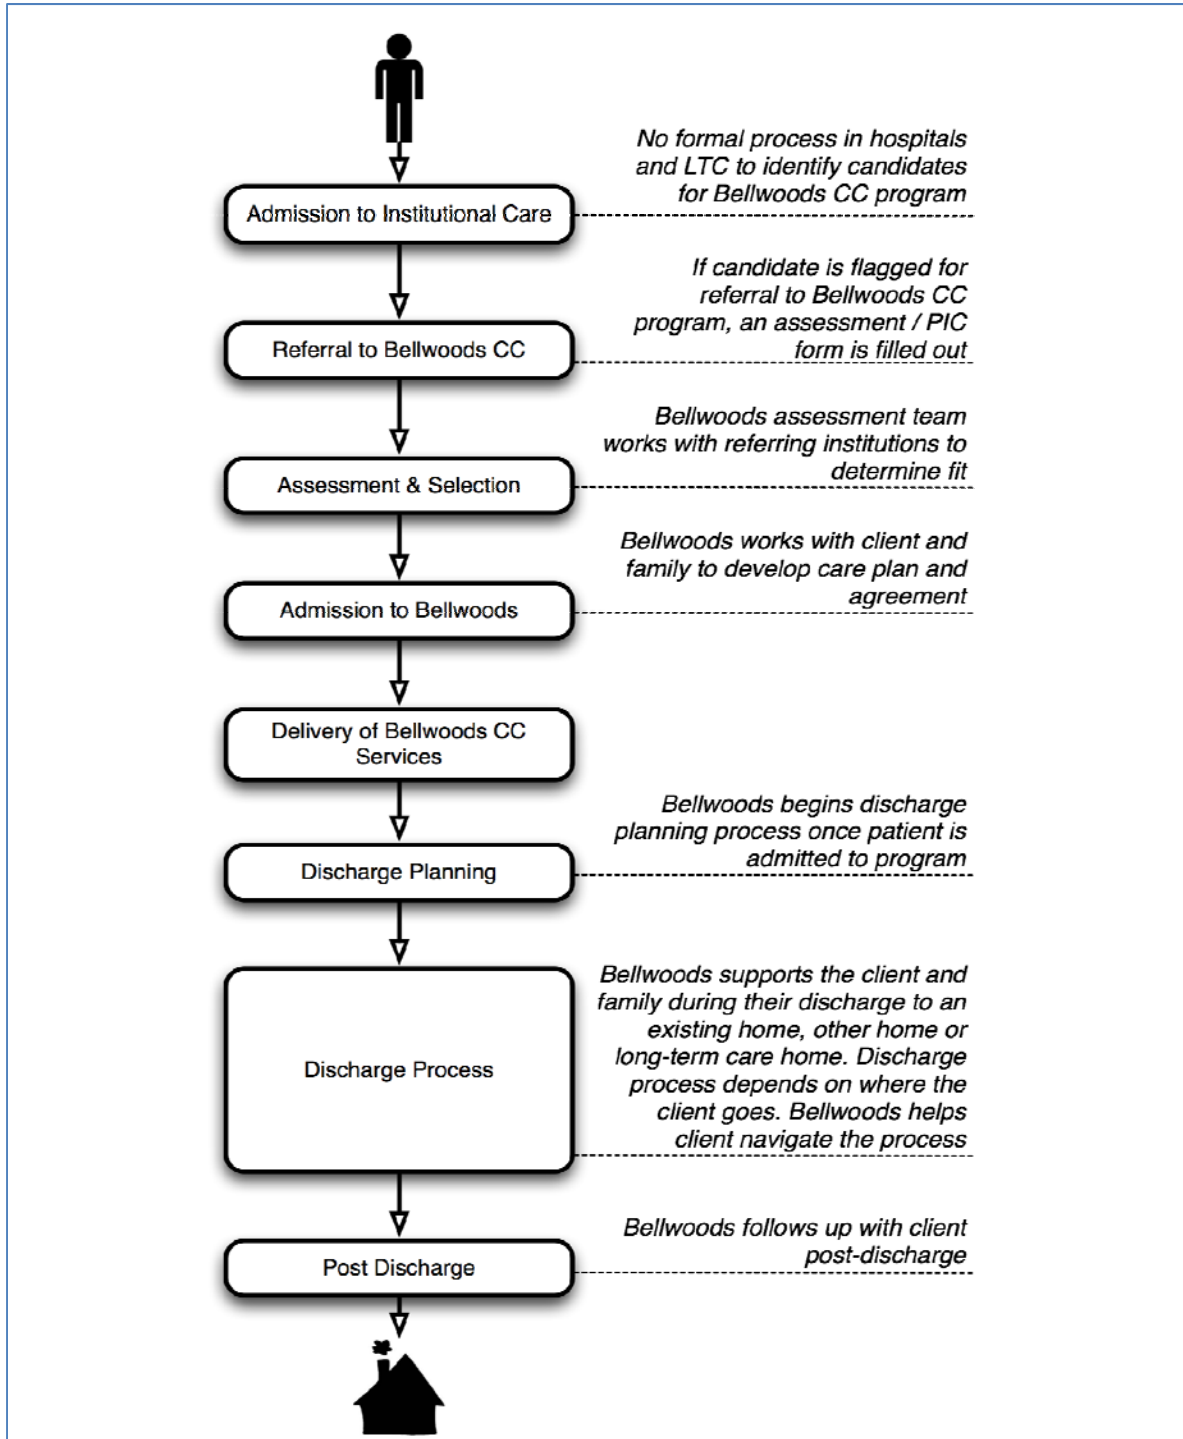 No formal process in hospitals
and LTC to identify candidates
for Bellwoods CC program
Admission to Institutional Care
If candidate is flagged for
referral to Bellwoods CC
program, an assessment / PIC
form is filled out
Referral to Bellwoods CC
Bellwoods assessment team
works with referring institutions to
determine fit
Assessment & Selection
Bellwoods works with client and
family to develop care plan and
agreement
Admission to Bellwoods
Delivery of Bellwoods CC
Services
Bellwoods begins discharge
planning process once patient is
admitted to program
Discharge Planning
Bellwoods supports the client and
family during their discharge to an
existing home, other home or
long-term care home. Discharge
process depends on where the
client goes. Bellwoods helps
client navigate the process
Discharge Process
Bellwoods follows up with client
post-discharge
Post Discharge